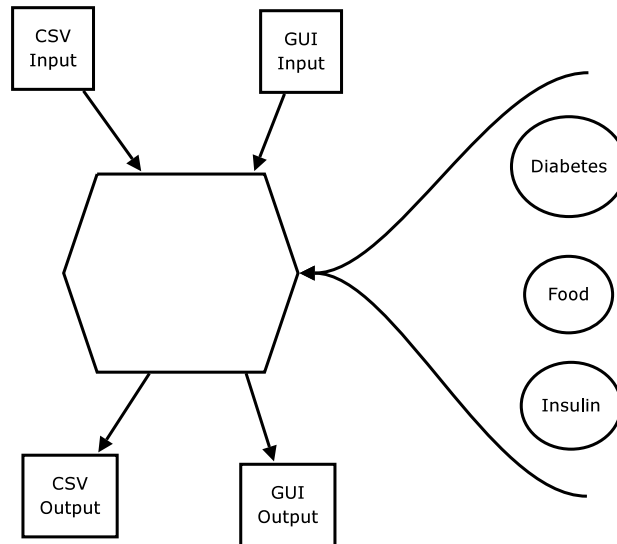 CSV
Input
GUI
Input
Diabetes
Food
Insulin
CSV
Output
GUI
Output